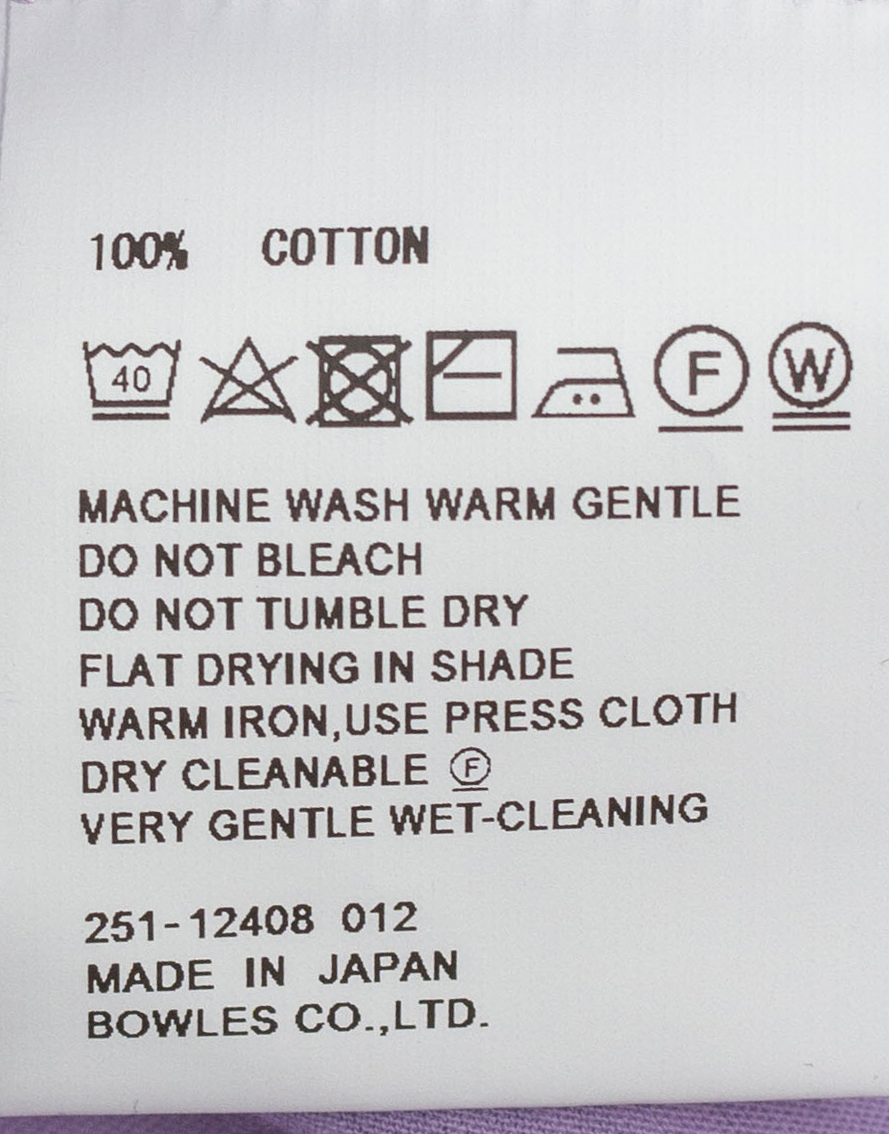 100% COTTON
40 F W
MACHINE WASH WARM GENTLE
DO NOT BLEACH
DO NOT TUMBLE DRY
FLAT DRYING IN SHADE
WARM IRON,USE PRESS CLOTH
DRY CLEANABLE Ⓕ
VERY GENTLE WET-CLEANING
251-12408 012
MADE IN JAPAN
BOWLES CO.,LTD.